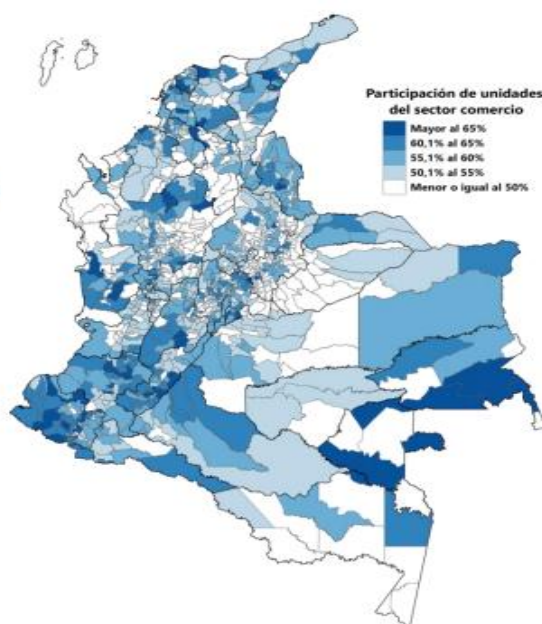 Participación de unidades
del sector comercio
Mayor al 65%
60,1% al 65%
55,1% al 60%
50,1% al 55%
Menor o igual al 50%